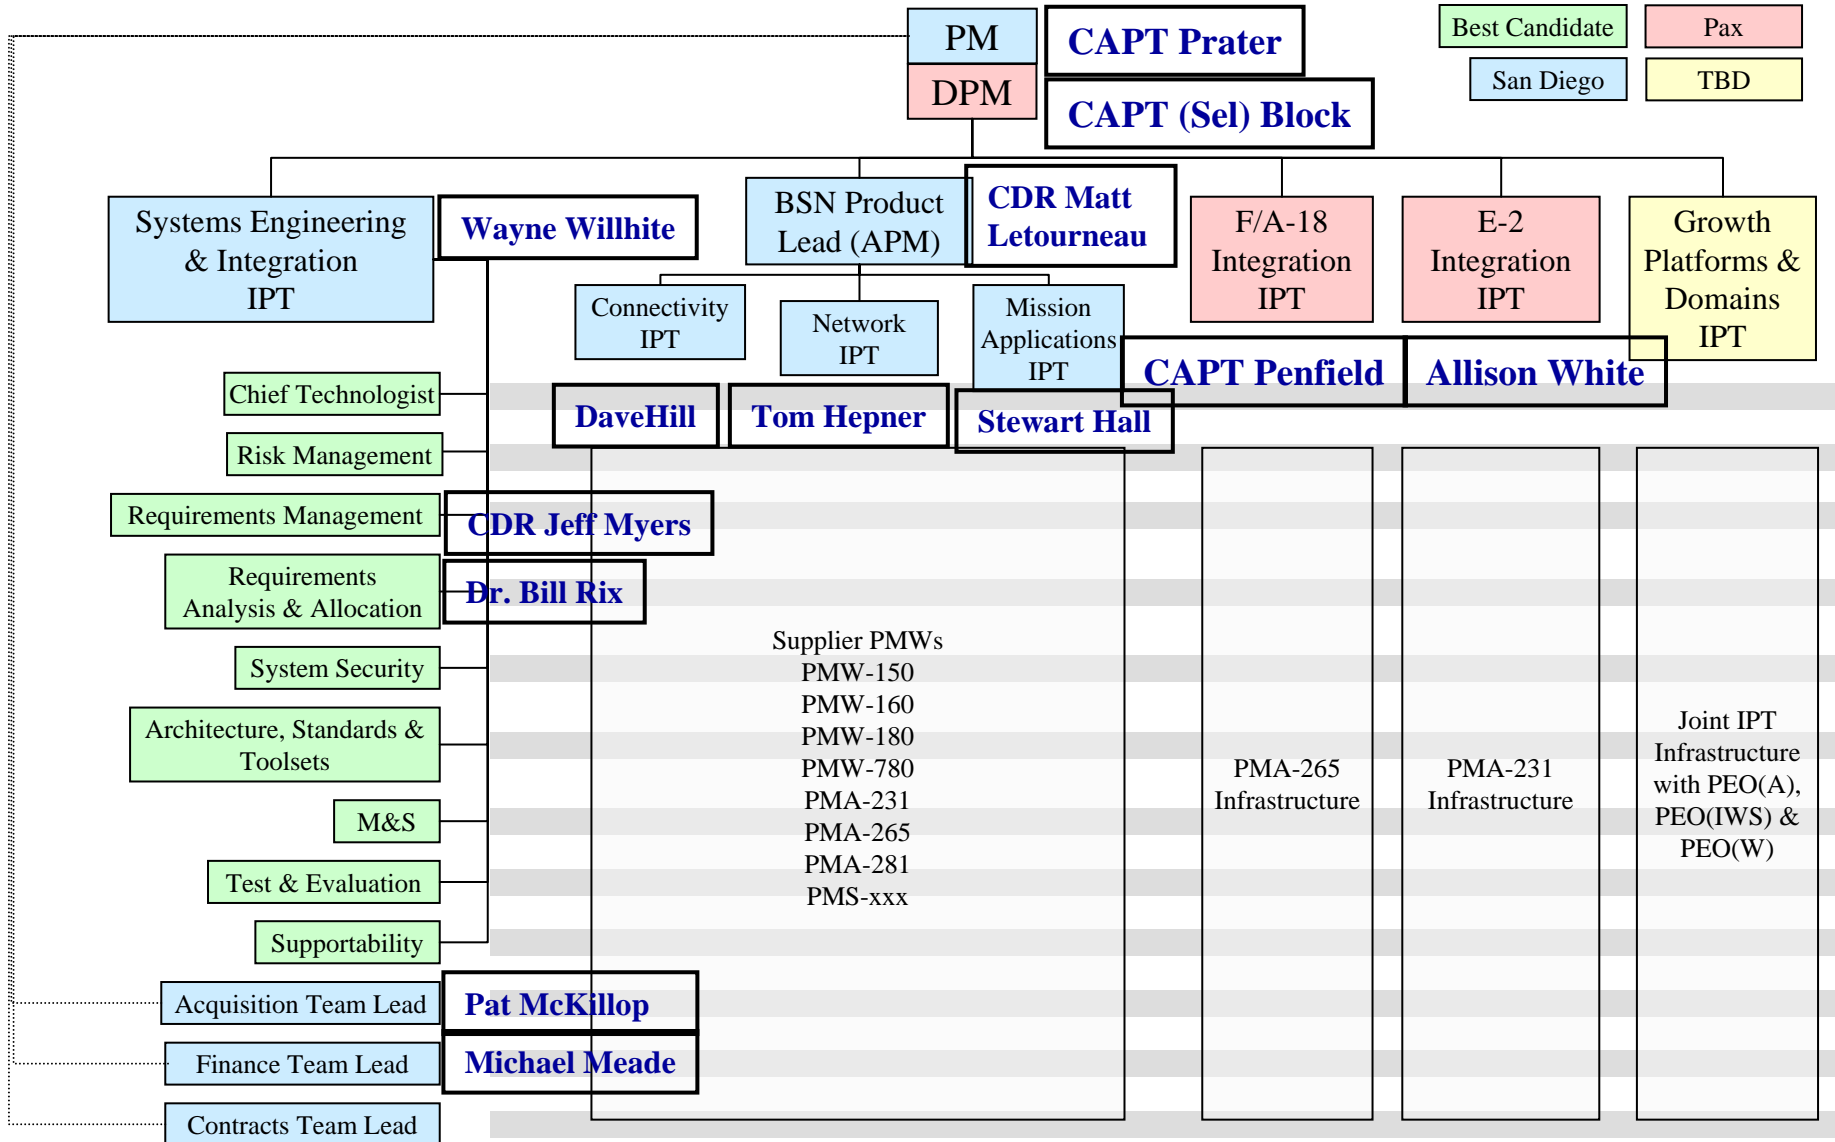 PM
CAPT Prater
Best Candidate
Pax
DPM
CAPT (Sel) Block
San Diego
TBD
Systems Engineering
& Integration
IPT
Wayne Willhite
BSN Product
Lead (APM)
CDR Matt
Letourneau
F/A-18
Integration
IPT
E-2
Integration
IPT
Growth
Platforms &
Domains
IPT
Connectivity
IPT
Network
IPT
Mission
Applications
IPT
CAPT Penfield
Allison White
DaveHill
Tom Hepner
Stewart Hall
Chief Technologist
Risk Management
Requirements Management
CDR Jeff Myers
Requirements
Analysis & Allocation
Dr. Bill Rix
System Security
Architecture, Standards &
Toolsets
M&S
Test & Evaluation
Supportability
Acquisition Team Lead
Pat McKillop
Finance Team Lead
Michael Meade
Contracts Team Lead
Supplier PMWs
PMW-150
PMW-160
PMW-180
PMW-780
PMA-231
PMA-265
PMA-281
PMS-xxx
PMA-265
Infrastructure
PMA-231
Infrastructure
Joint IPT
Infrastructure
with PEO(A),
PEO(IWS) &
PEO(W)